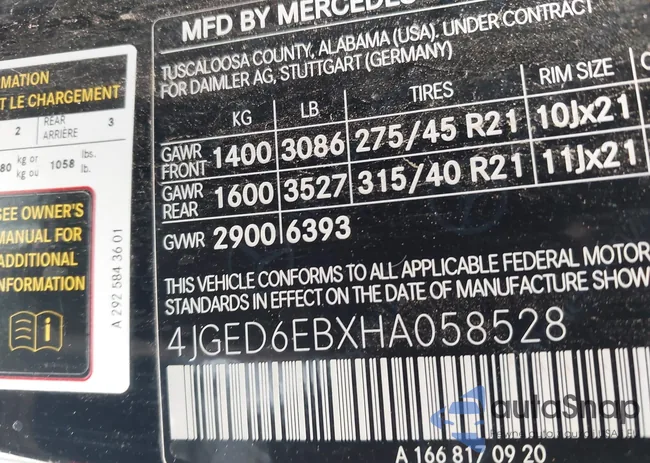 MFD BY MERCEDES
TUSCALOOSA COUNTY, ALABAMA (USA), UNDER CONTRACT
FOR DAIMLER AG, STUTTGART (GERMANY)
KG LB TIRES RIM SIZE
GAWR FRONT 1400 3086 275/45 R21 10Jx21
GAWR REAR 1600 3527 315/40 R21 11Jx21
GVWR 2900 6393
THIS VEHICLE CONFORMS TO ALL APPLICABLE FEDERAL MOTOR
STANDARDS IN EFFECT ON THE DATE OF MANUFACTURE SHOW
4JGED6EBXHA058528
A 166 817 09 20
MATION
T LE CHARGEMENT
2 REAR ARRIÈRE 3
80 kg or kg ou 1058 lbs. lb.
SEE OWNER'S
MANUAL FOR
ADDITIONAL
INFORMATION
A 292 584 36 01
autoSnap